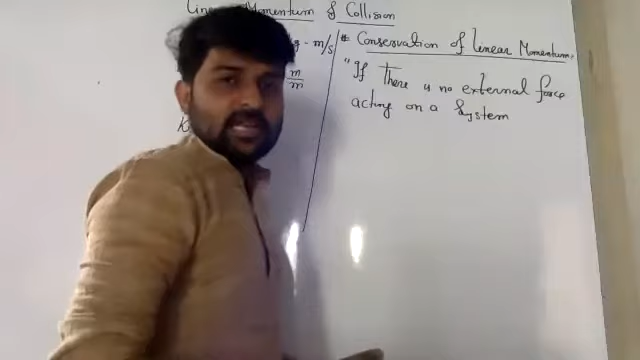 Linear Momentum & Collision
- m/s
* Conservation of linear Momentum,
m
m
"If there is no external force
acting on a System
K